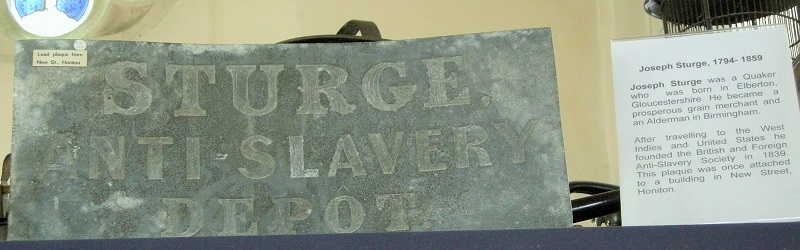 Lead plaque from
New St., Honiton
STURGE.
ANTI-SLAVERY
DEPOT
Joseph Sturge, 1794- 1859
Joseph Sturge was a Quaker
who was born in Elberton,
Gloucestershire. He became a
prosperous grain merchant and
an Alderman in Birmingham.
After travelling to the West
Indies and United States he
founded the British and Foreign
Anti-Slavery Society in 1839.
This plaque was once attached
to a building in New Street,
Honiton.